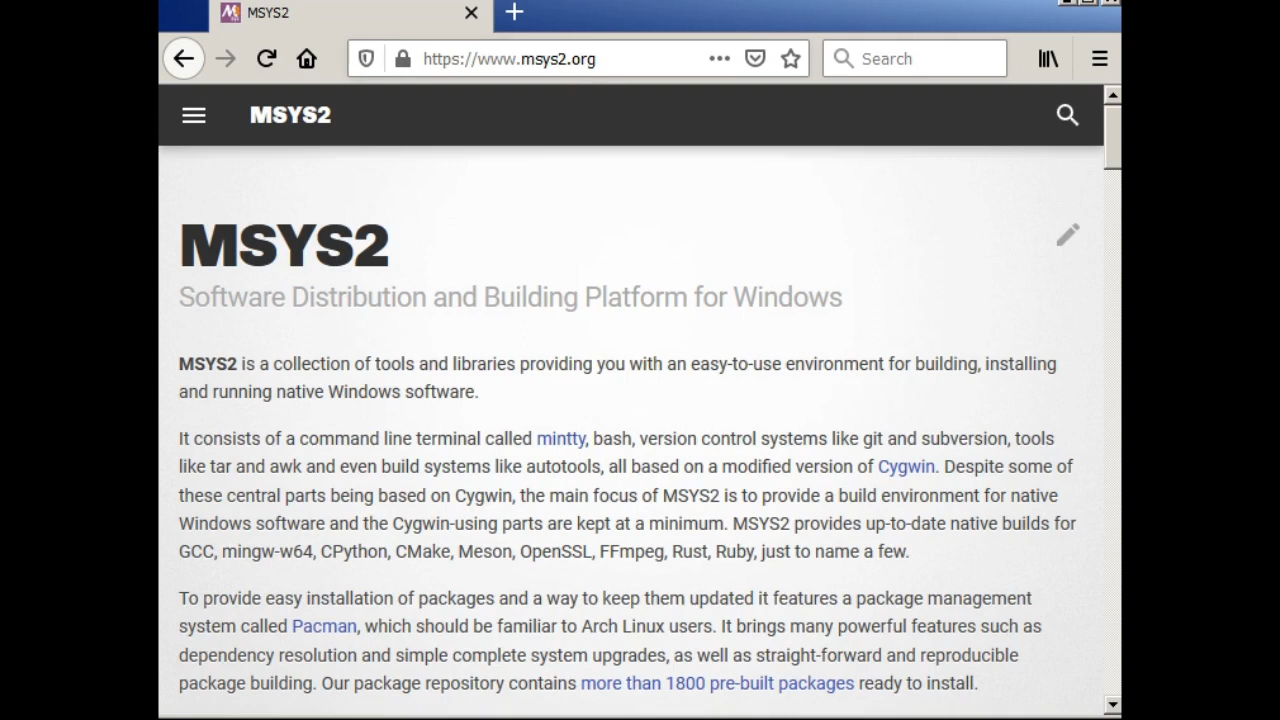 MSYS2
https://www.msys2.org
Search
MSYS2
MSYS2
Software Distribution and Building Platform for Windows
MSYS2 is a collection of tools and libraries providing you with an easy-to-use environment for building, installing
and running native Windows software.
It consists of a command line terminal called mintty, bash, version control systems like git and subversion, tools
like tar and awk and even build systems like autotools, all based on a modified version of Cygwin. Despite some of
these central parts being based on Cygwin, the main focus of MSYS2 is to provide a build environment for native
Windows software and the Cygwin-using parts are kept at a minimum. MSYS2 provides up-to-date native builds for
GCC, mingw-w64, CPython, CMake, Meson, OpenSSL, FFmpeg, Rust, Ruby, just to name a few.
To provide easy installation of packages and a way to keep them updated it features a package management
system called Pacman, which should be familiar to Arch Linux users. It brings many powerful features such as
dependency resolution and simple complete system upgrades, as well as straight-forward and reproducible
package building. Our package repository contains more than 1800 pre-built packages ready to install.